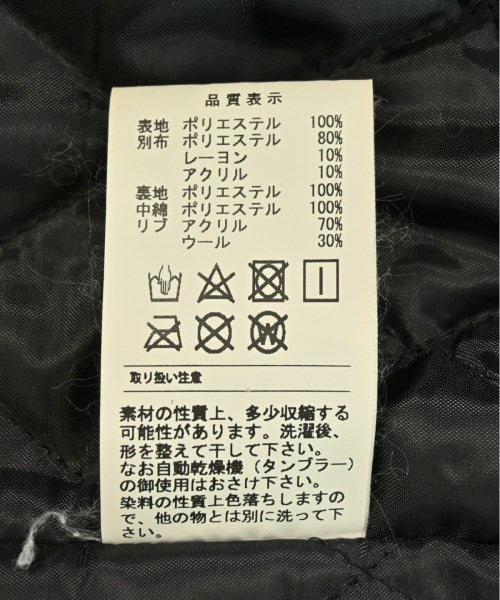 品質表示
表地 ポリエステル 100%
別布 ポリエステル 80%
レーヨン 10%
アクリル 10%
裏地 ポリエステル 100%
中綿 ポリエステル 100%
リブ アクリル 70%
ウール 30%
W
取り扱い注意
素材の性質上、多少収縮する
可能性があります。洗濯後、
形を整えて干して下さい。
なお自動乾燥機（タンブラー）
の御使用はおさけ下さい。
染料の性質上色落ちしますの
で、他の物とは別に洗って下
さい。